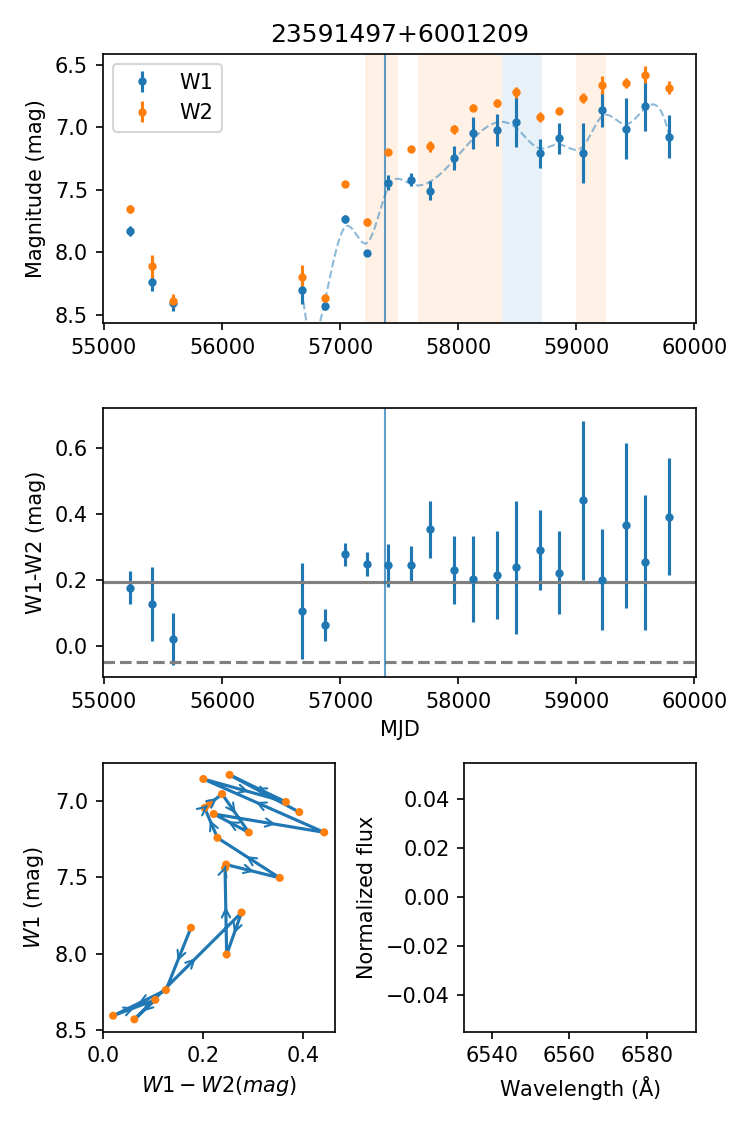 23591497+6001209
W1
W2
Magnitude (mag)
6.5
7.0
7.5
8.0
8.5
55000 56000 57000 58000 59000 60000
W1-W2 (mag)
0.6
0.4
0.2
0.0
55000 56000 57000 58000 59000 60000
MJD
W1 (mag)
7.0
7.5
8.0
8.5
0.0 0.2 0.4
W1 − W2(mag)
Normalized flux
0.04
0.02
0.00
−0.02
−0.04
6540 6560 6580
Wavelength (Å)